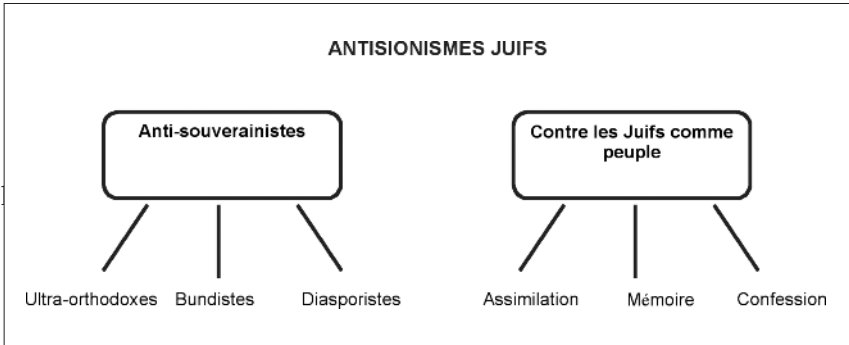 ANTISIONISMES JUIFS
Anti-souverainistes
Contre les Juifs comme
peuple
Ultra-orthodoxes Bundistes Diasporistes Assimilation Mémoire Confession